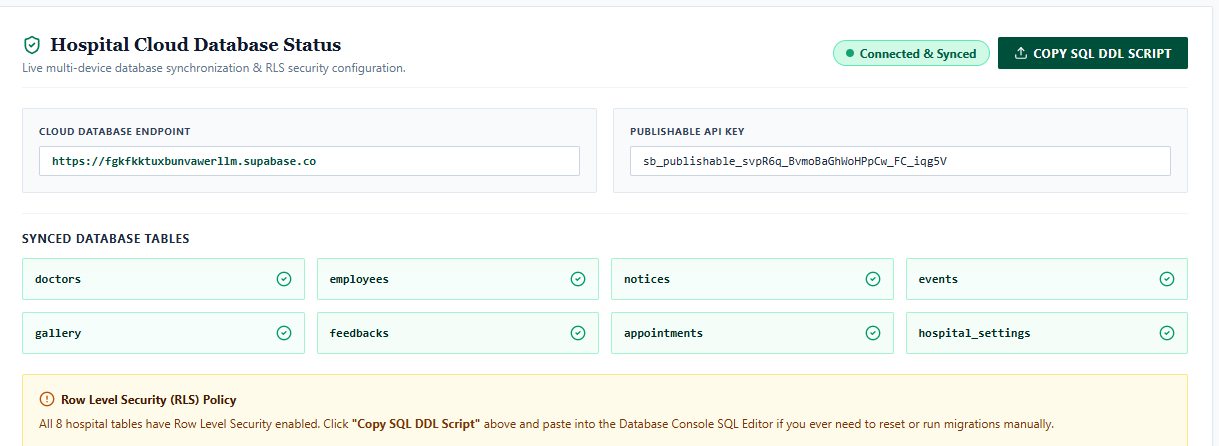 Hospital Cloud Database Status
Live multi-device database synchronization & RLS security configuration.
Connected & Synced
COPY SQL DDL SCRIPT
CLOUD DATABASE ENDPOINT
https://fgkfkktuxbunvawerllm.supabase.co
PUBLISHABLE API KEY
sb_publishable_svpR6q_BvmoBaGhWoHPpCw_FC_iqg5V
SYNCED DATABASE TABLES
doctors
employees
notices
events
gallery
feedbacks
appointments
hospital_settings
Row Level Security (RLS) Policy
All 8 hospital tables have Row Level Security enabled. Click "Copy SQL DDL Script" above and paste into the Database Console SQL Editor if you ever need to reset or run migrations manually.